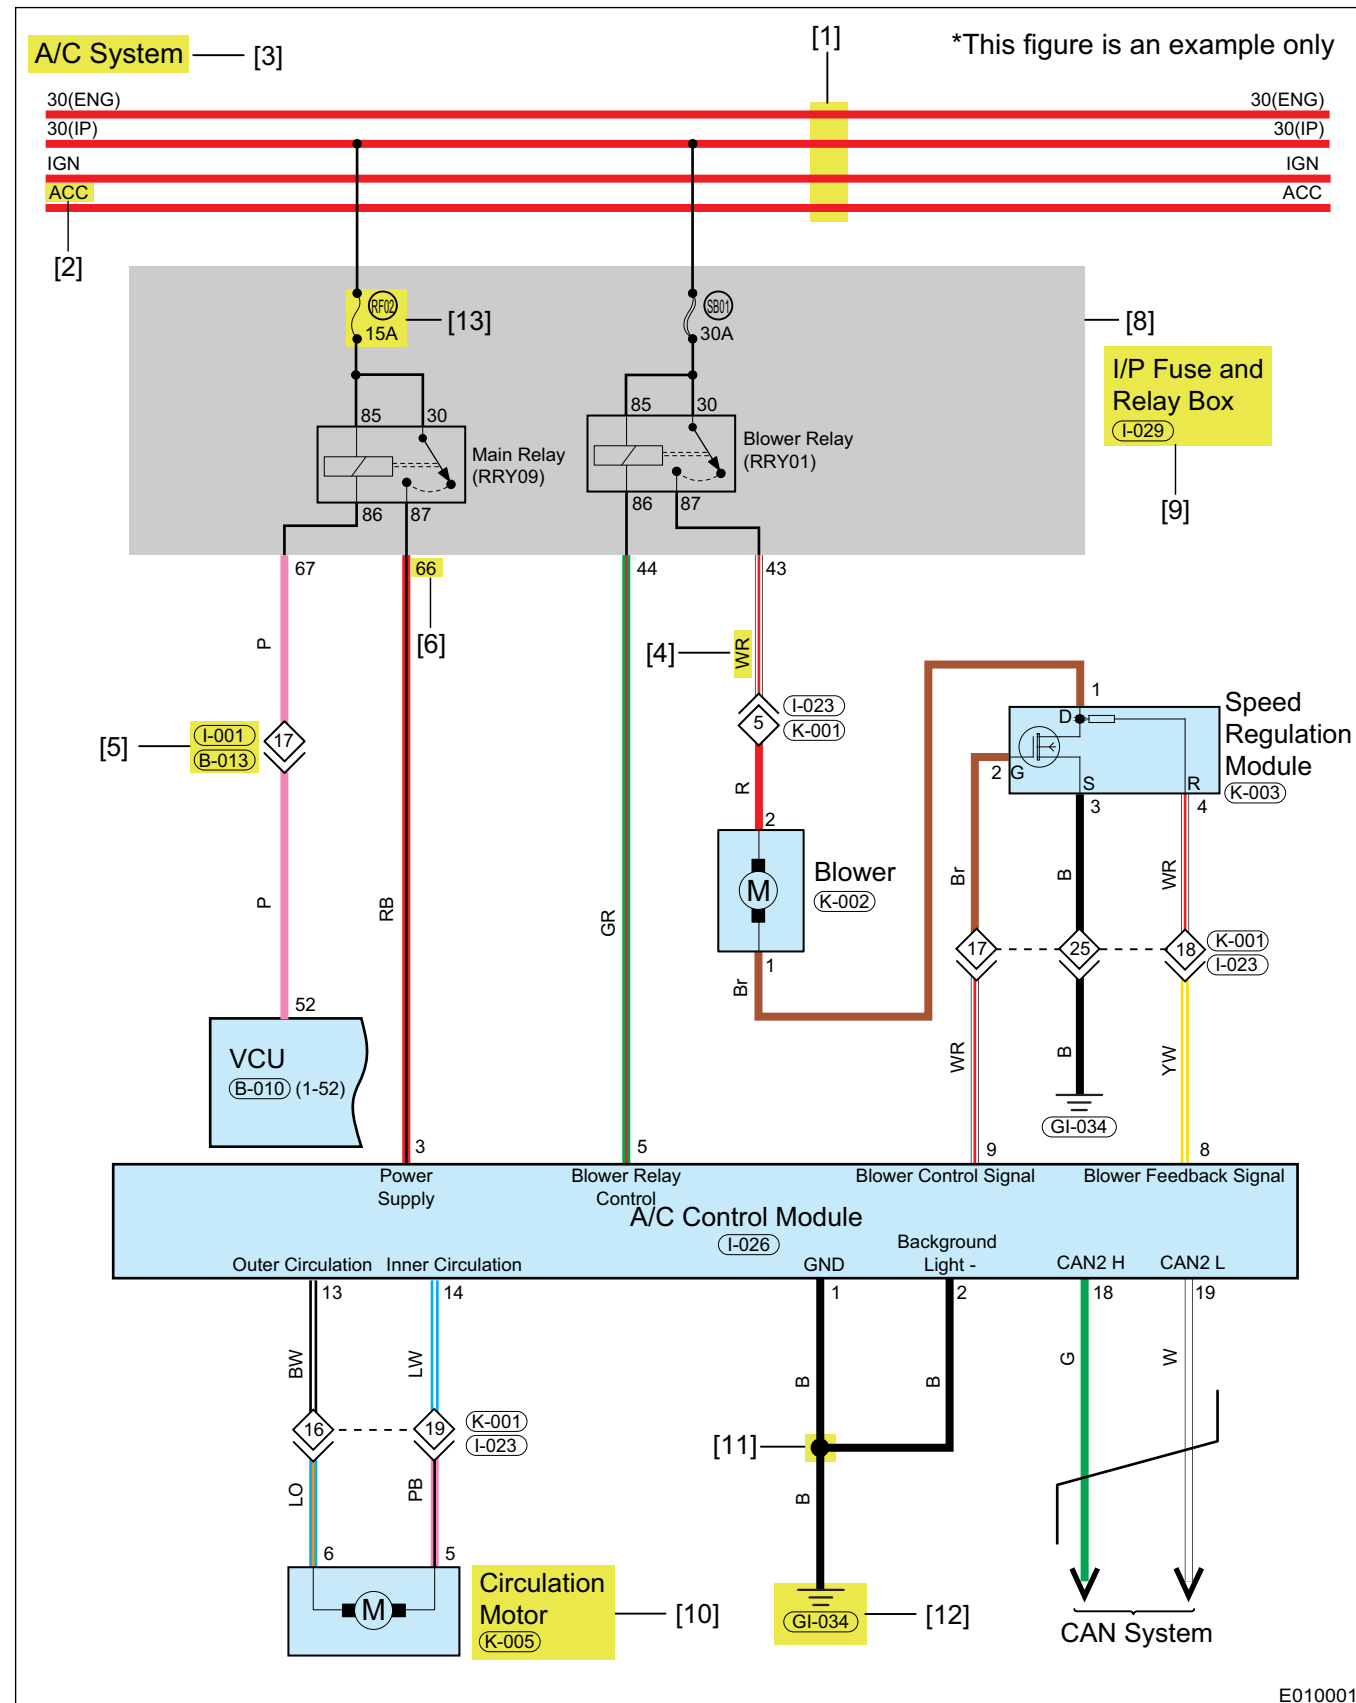 A/C System
[3]
[1]
*This figure is an example only
30(ENG)
30(ENG)
30(IP)
30(IP)
IGN
IGN
ACC
ACC
[2]
RF02
15A
[13]
SB01
30A
[8]
I/P Fuse and
Relay Box
I-029
[9]
85
30
85
30
Main Relay
(RRY09)
Blower Relay
(RRY01)
86
87
86
87
67
66
44
43
[6]
P
[4]
WR
[5]
I-001
B-013
17
5
I-023
K-001
1
D
2
G
S
R
3
4
Speed
Regulation
Module
K-003
R
2
M
Blower
K-002
1
Br
P
RB
GR
Br
B
WR
17
25
18
K-001
I-023
WR
B
YW
GI-034
52
VCU
B-010 (1-52)
3
5
9
8
Power
Supply
Blower Relay
Control
Blower Control Signal
Blower Feedback Signal
A/C Control Module
I-026
Outer Circulation
Inner Circulation
GND
Background
Light -
CAN2 H
CAN2 L
13
14
1
2
18
19
BW
LW
B
B
G
W
16
19
K-001
I-023
[11]
LO
PB
B
6
5
M
Circulation
Motor
K-005
[10]
GI-034
[12]
CAN System
E010001